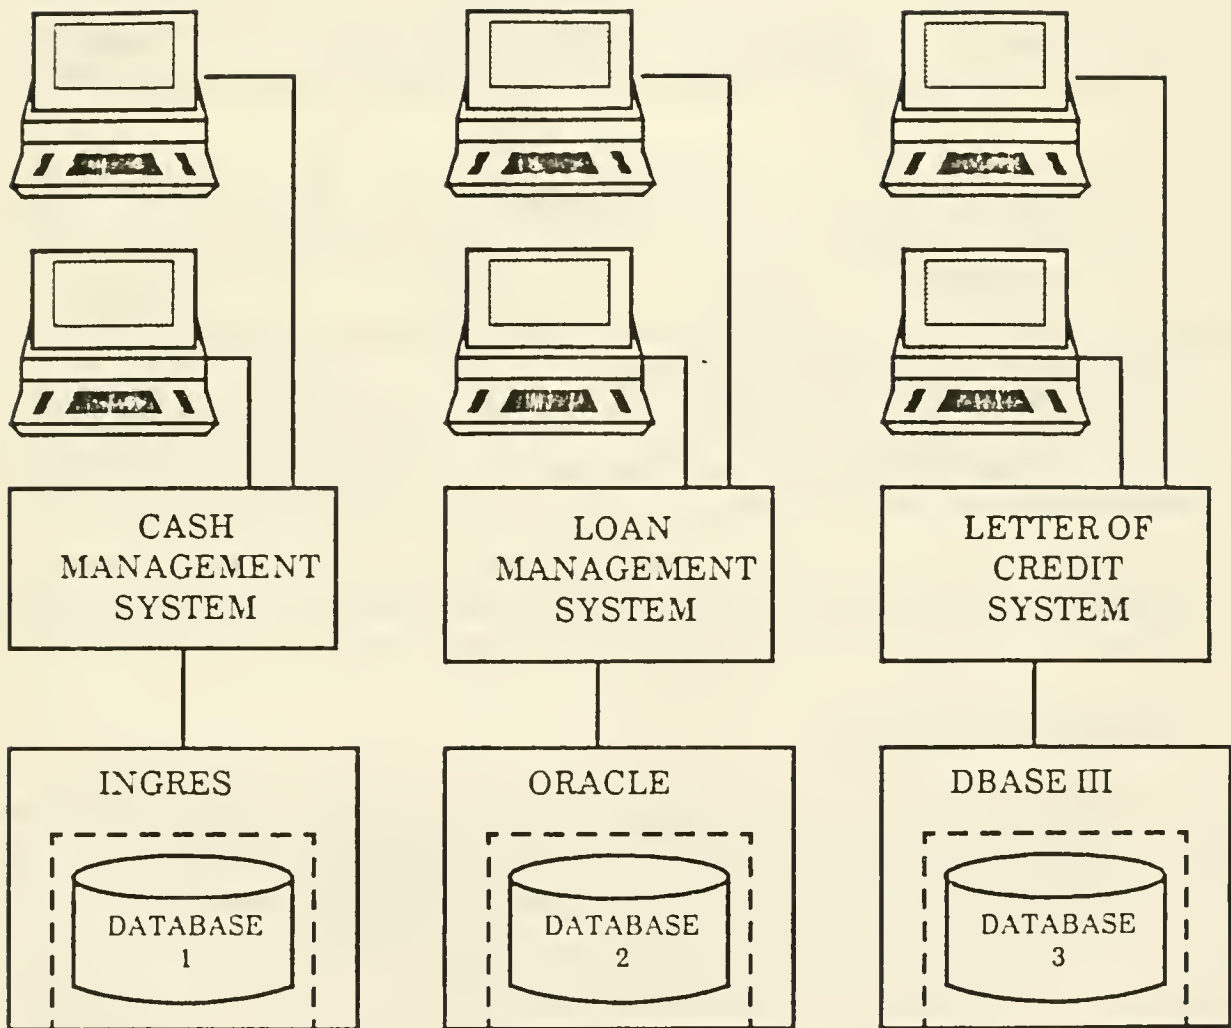 CASH
MANAGEMENT
SYSTEM
LOAN
MANAGEMENT
SYSTEM
LETTER OF
CREDIT
SYSTEM
INGRES
DATABASE
1
ORACLE
DATABASE
2
DBASE III
DATABASE
3